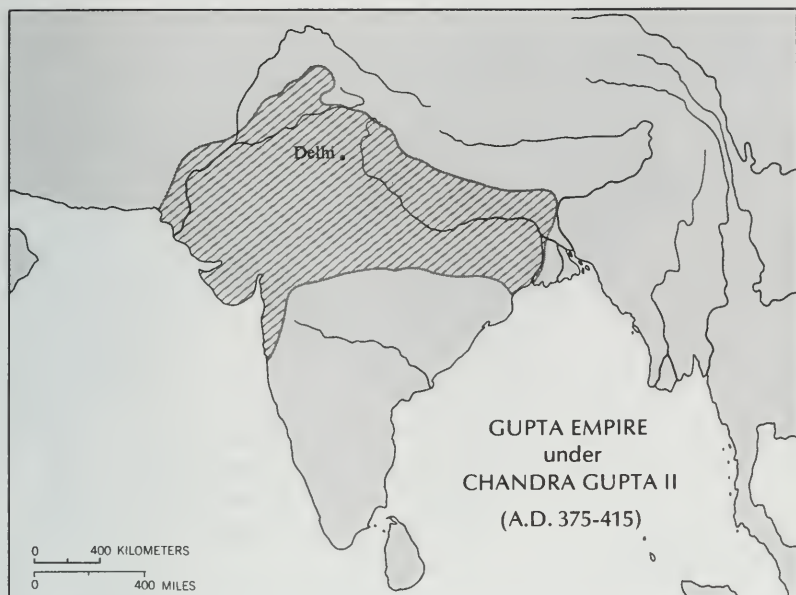 Delhi
GUPTA EMPIRE
under
CHANDRA GUPTA II
(A.D. 375-415)
0 400 KILOMETERS
0 400 MILES